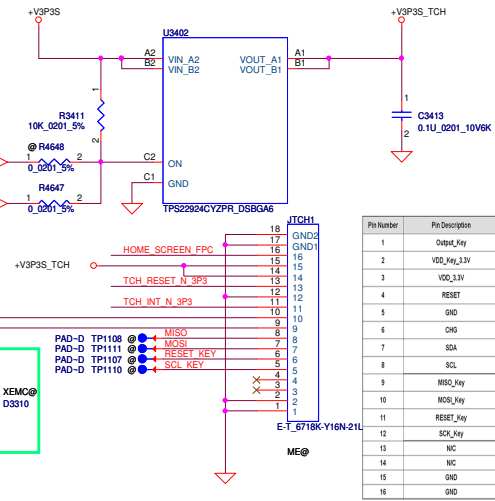 +V3P3S
+V3P3S_TCH
U3402
A2 VIN_A2 VOUT_A1 A1
B2 VIN_B2 VOUT_B1 B1
1
R3411
10K_0201_5%
2
1
C3413
0.1U_0201_10V6K
2
@ R4648
1 2
0_0201_5%
C2 ON
C1 GND
R4647
1 2
0_0201_5%
TPS22924CYZPR_DSBGA6
JTCH1
18 GND2
17 GND1
HOME_SCREEN_FPC 16 16
+V3P3S_TCH 15 15
14 14
TCH_RESET_N_3P3 13 13
12 12
TCH_INT_N_3P3 11 11
10 10
9 9
PAD-D TP1108 @ MISO 8 8
PAD-D TP1111 @ MOSI 7 7
PAD-D TP1107 @ RESET_KEY 6 6
PAD-D TP1110 @ SCL_KEY 5 5
4 4
3 3
2 2
1 1
E-T_6718K-Y16N-21L
ME@
XEMC@
D3310
Pin Number Pin Description
1 Output_Key
2 VDD_Key_3.3V
3 VDD_3.3V
4 RESET
5 GND
6 CHG
7 SDA
8 SCL
9 MISO_Key
10 MOSI_Key
11 RESET_Key
12 SCK_Key
13 N/C
14 N/C
15 GND
16 GND